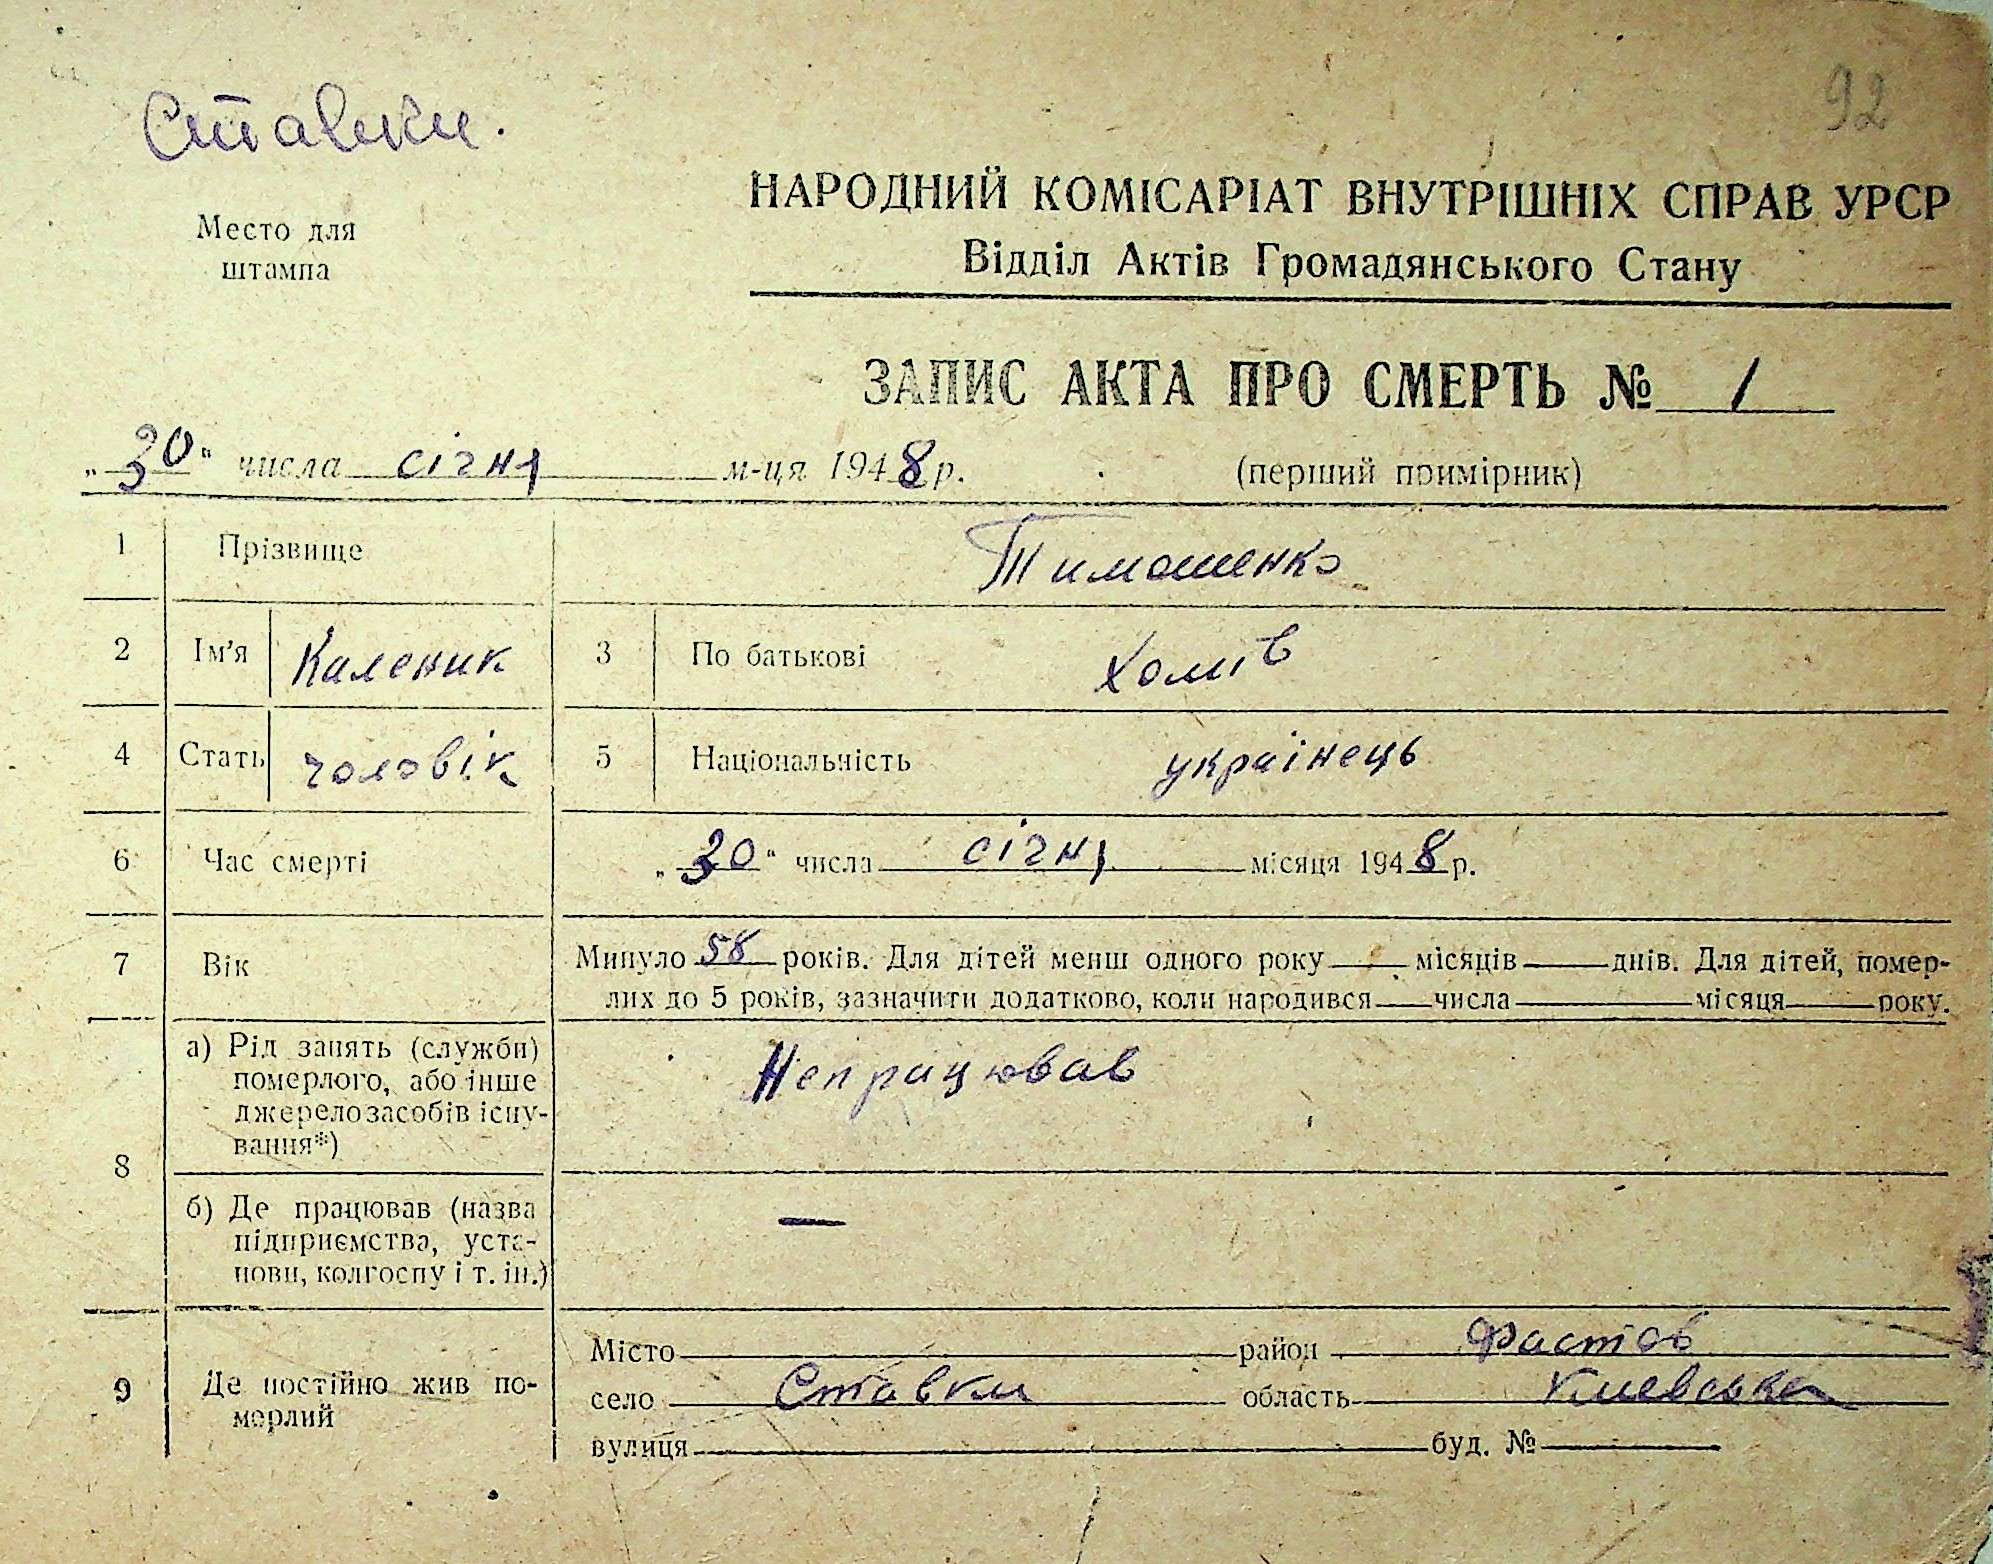 Ставки.
92
Место для
штампа
НАРОДНИЙ КОМІСАРІАТ ВНУТРІШНІХ СПРАВ УРСР
Відділ Актів Громадянського Стану
ЗАПИС АКТА ПРО СМЕРТЬ № 1
„30" числа січня м-ця 1948 р.
(перший примірник)
1 Прізвище Тимошенко
2 Ім'я Каленик 3 По батькові Хомів
4 Стать чоловік 5 Національність українець
6 Час смерті „30" числа січня місяця 1948 р.
7 Вік Минуло 58 років. Для дітей менш одного року місяців днів. Для дітей, помер-
лих до 5 років, зазначити додатково, коли народився числа місяця року.
8 а) Рід занять (служби)
померлого, або інше
джерело засобів існу-
вання*)
Непрацював
б) Де працював (назва
підприємства, уста-
нови, колгоспу і т. ін.)
—
9 Де постійно жив по-
мерлий
Місто район Фастов
село Ставки область Киевська
вулиця буд. №